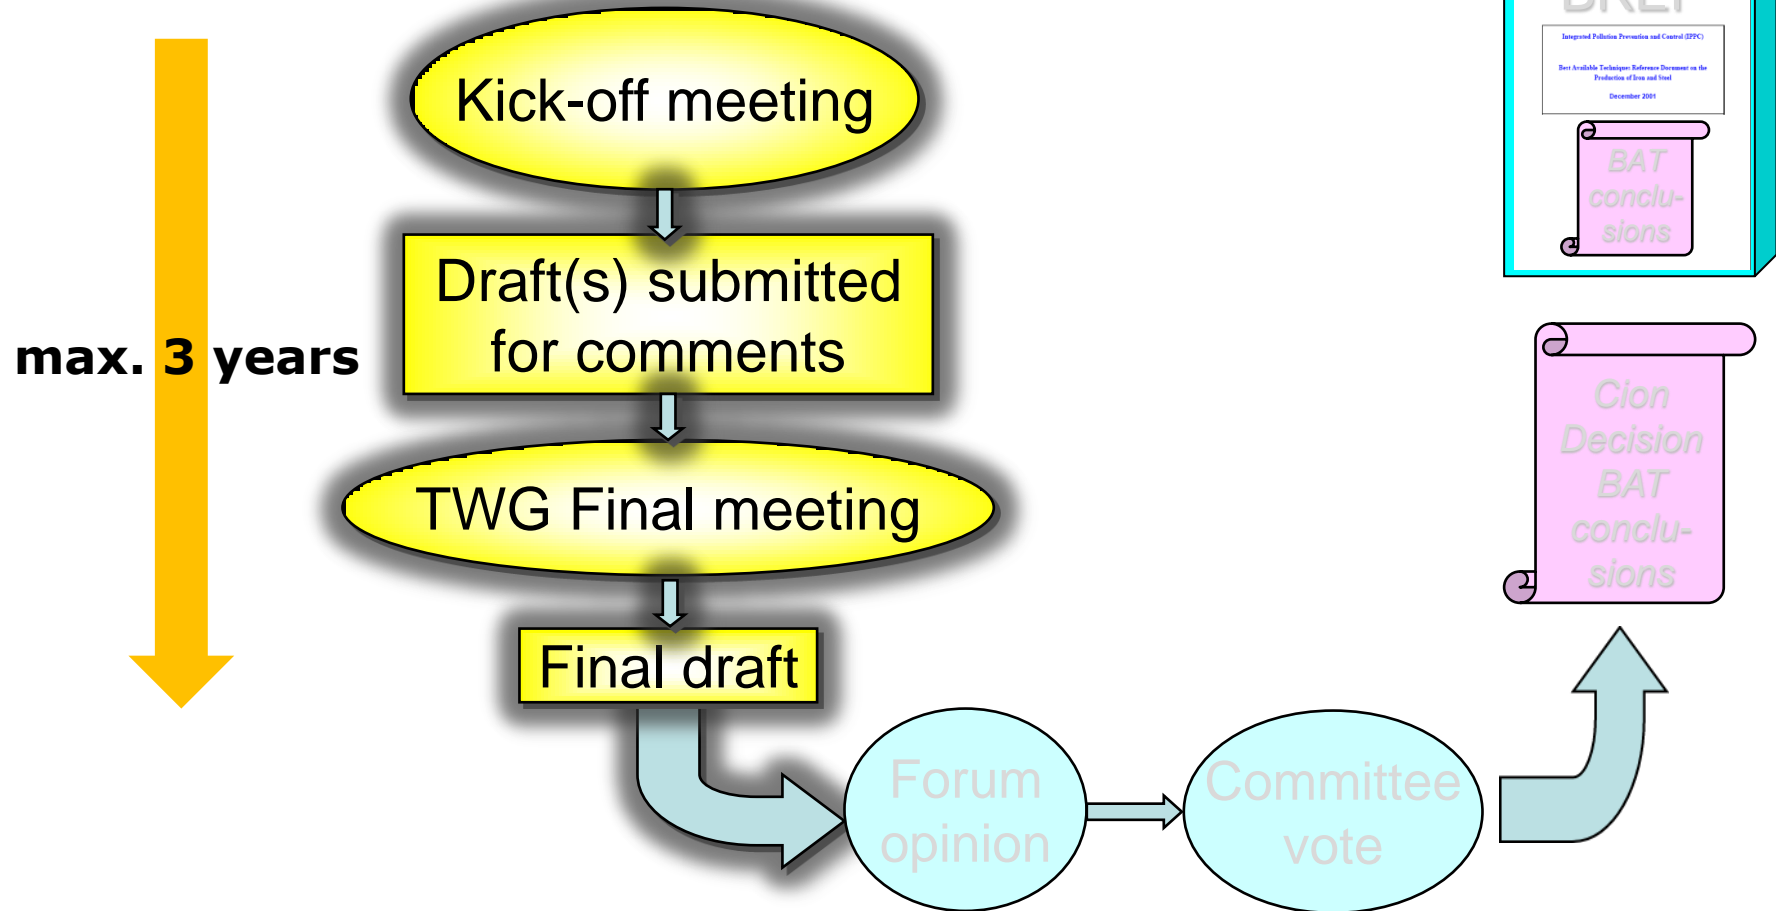 Kick-off meeting
Draft(s) submitted
for comments
max. 3 years
TWG Final meeting
Final draft
Forum
opinion
Committee
vote
BREF
Integrated Pollution Prevention and Control (IPPC)
Best Available Techniques Reference Document on the
Production of Iron and Steel
December 2001
BAT
conclu-
sions
Cion
Decision
BAT
conclu-
sions